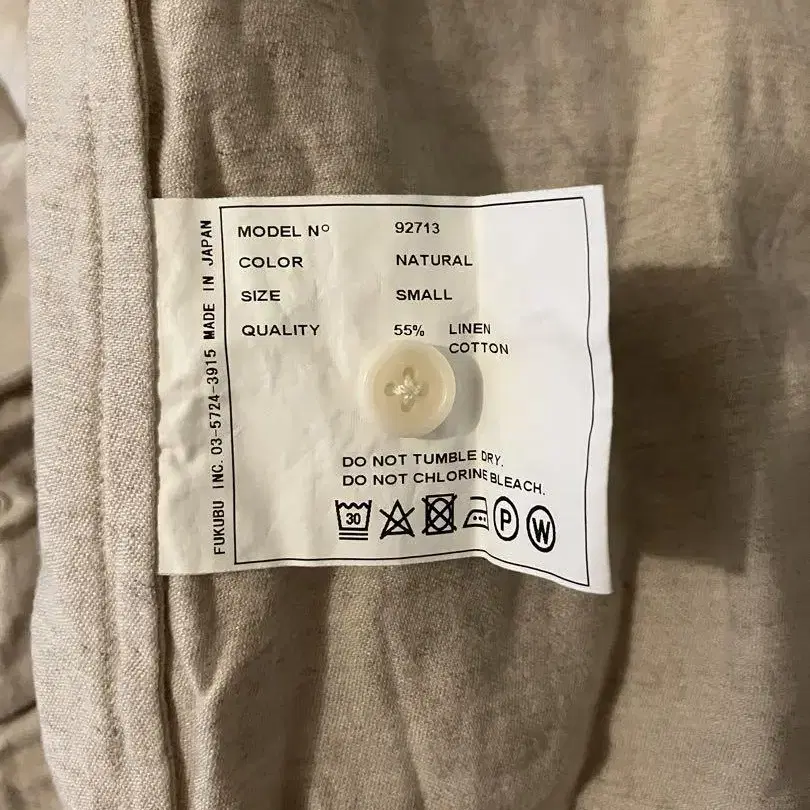 MODEL Nº 92713
COLOR NATURAL
SIZE SMALL
QUALITY 55% LINEN
COTTON
DO NOT TUMBLE DRY.
DO NOT CHLORINE BLEACH.
30 P W
FUKUBU INC. 03-5724-3915 MADE IN JAPAN